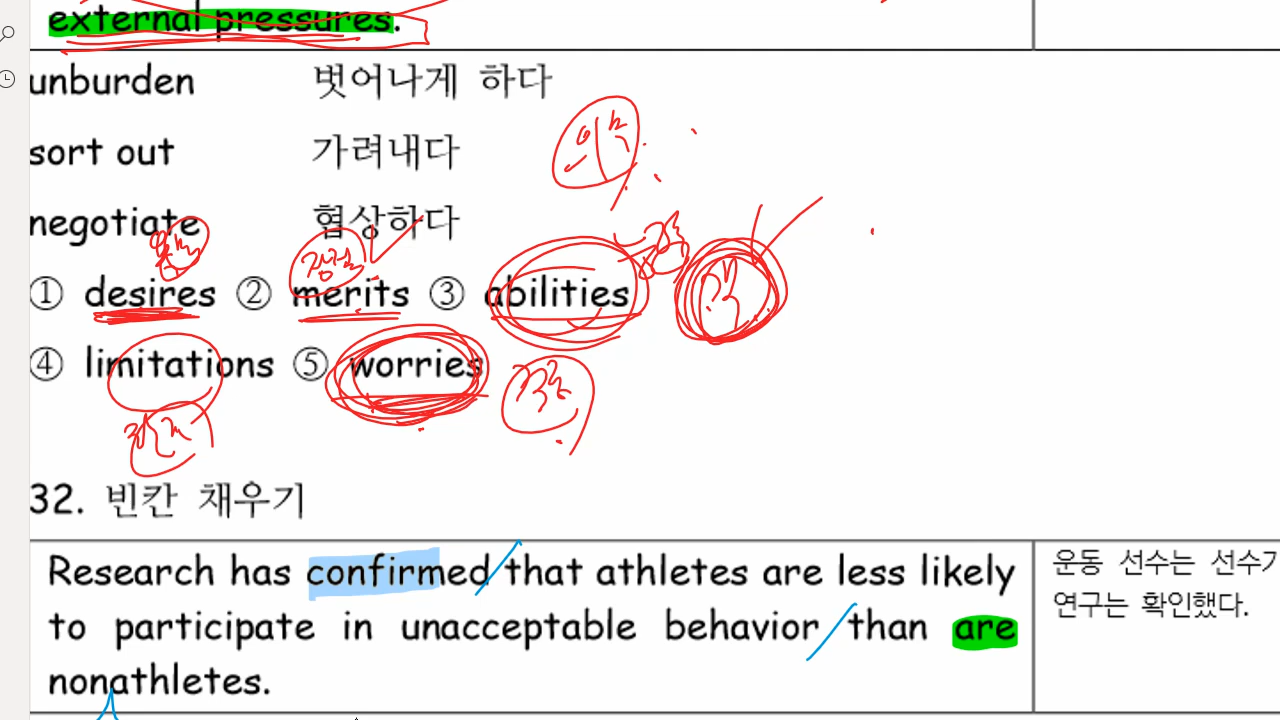 external pressures.
unburden 벗어나게 하다
sort out 가려내다
negotiate 협상하다
장점
① desires ② merits ③ abilities
④ limitations ⑤ worries
32. 빈칸 채우기
Research has confirmed that athletes are less likely 운동 선수는 선수가
to participate in unacceptable behavior than are 연구는 확인했다.
nonathletes.